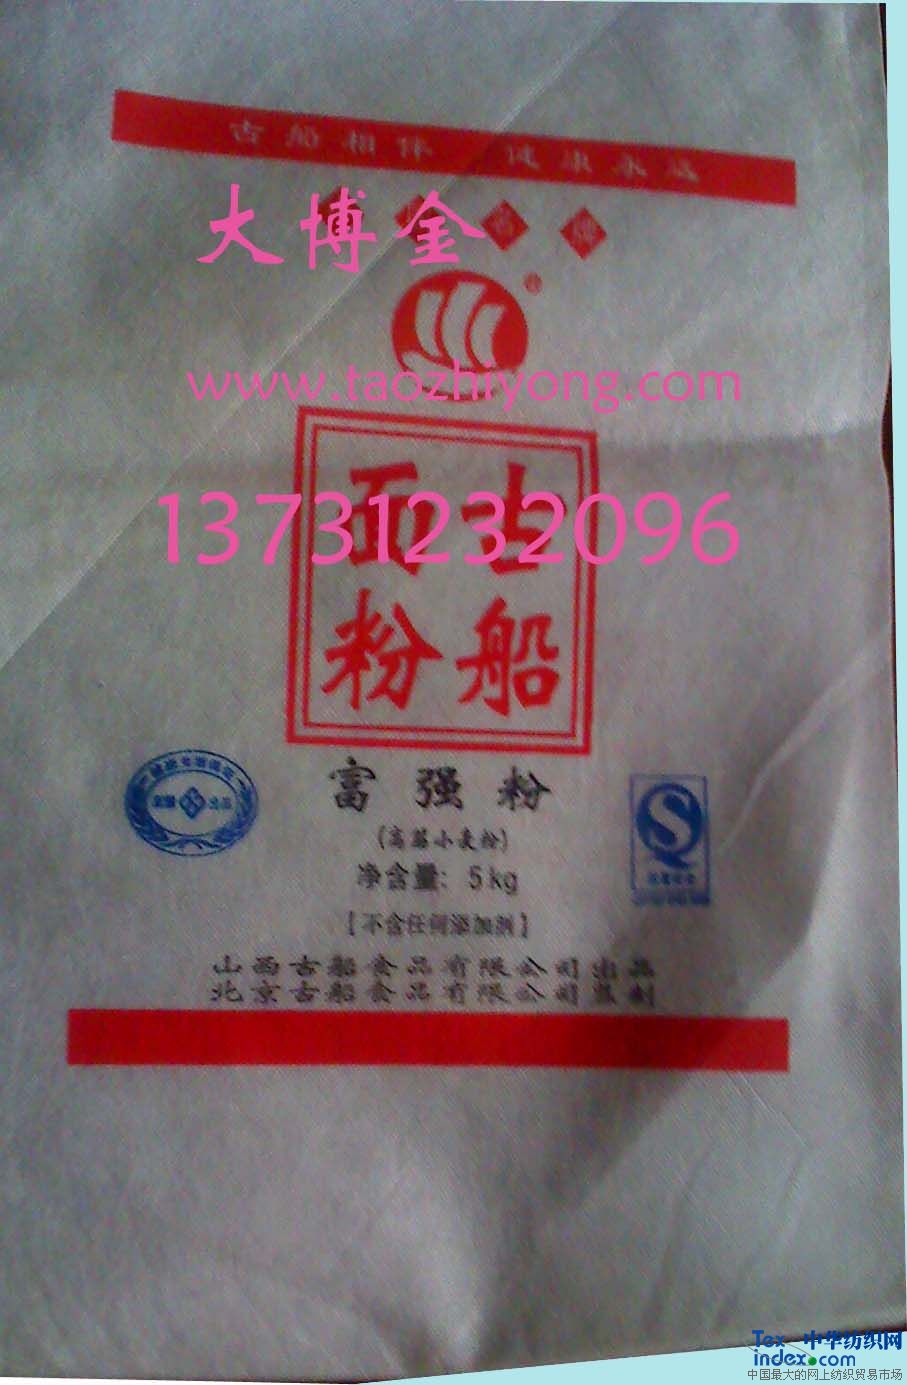 古船相伴 健康永远
大博金
®
www.taozhiyong.com
13731232096
古船
面粉
富强粉
(高筋小麦粉)
净含量: 5kg
【不含任何添加剂】
山西古船食品有限公司出品
北京古船食品有限公司监制
Tex 中华纺织网
index.com
中国最大的网上纺织贸易市场